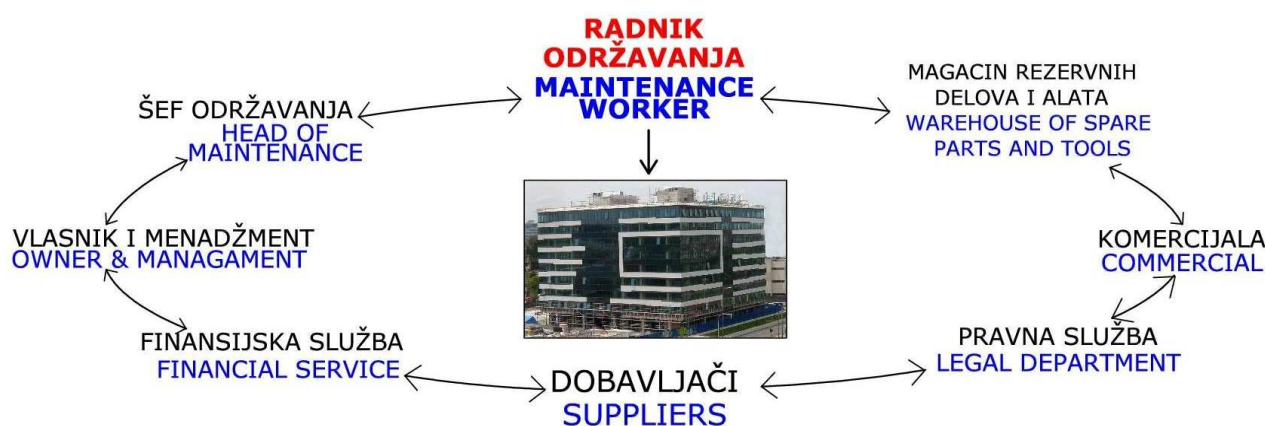 RADNIK
ODRŽAVANJA
MAINTENANCE
WORKER
MAGACIN REZERVNIH
DELOVA I ALATA
WAREHOUSE OF SPARE
PARTS AND TOOLS
KOMERCIJALA
COMMERCIAL
PRAVNA SLUŽBA
LEGAL DEPARTMENT
DOBAVLJAČI
SUPPLIERS
FINANSIJSKA SLUŽBA
FINANCIAL SERVICE
VLASNIK I MENADŽMENT
OWNER & MANAGAMENT
ŠEF ODRŽAVANJA
HEAD OF
MAINTENANCE